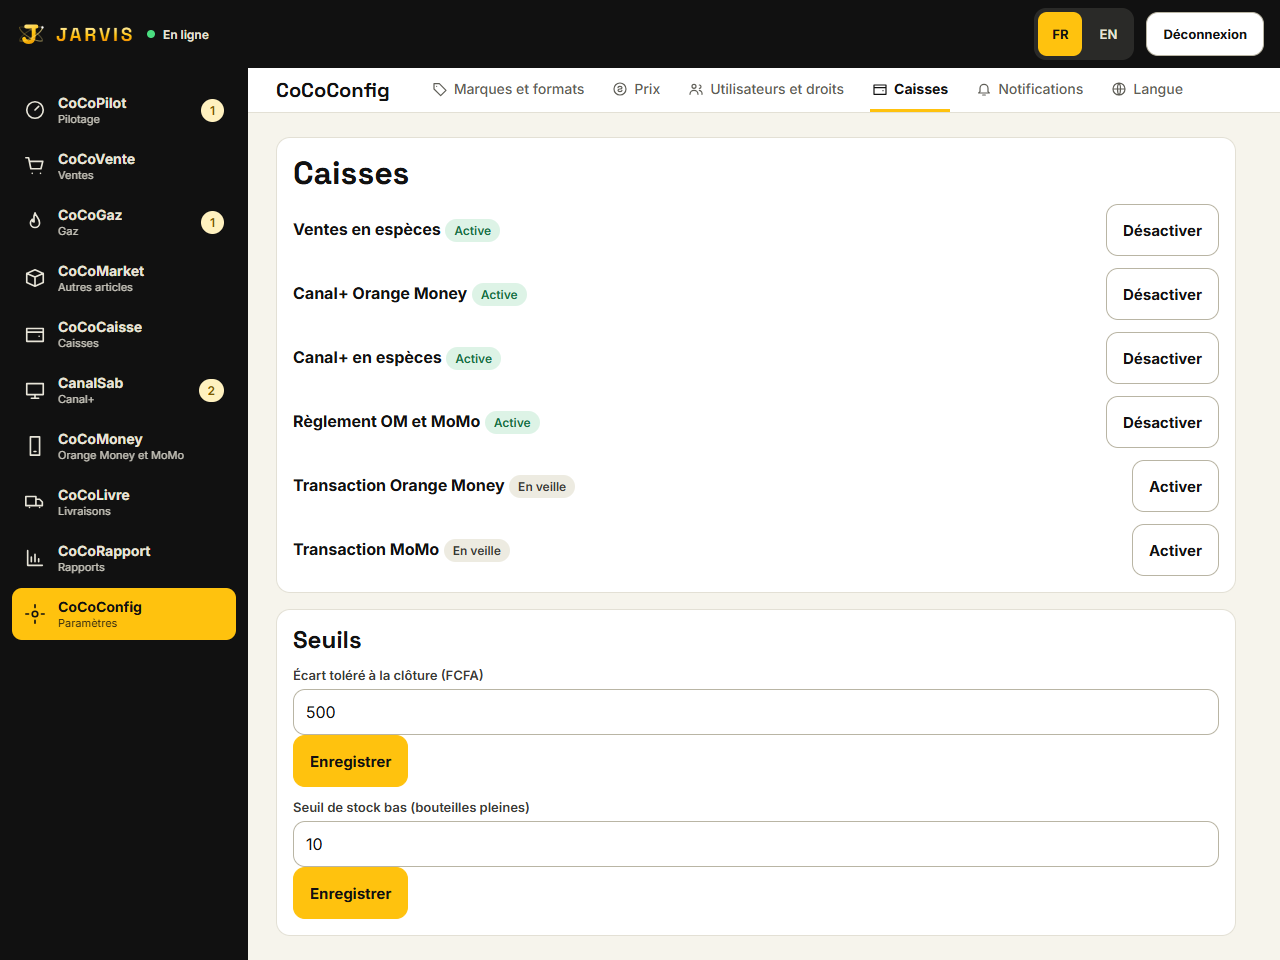 JARVIS
En ligne
FR
EN
Déconnexion
CoCoPilot
Pilotage
1
CoCoVente
Ventes
CoCoGaz
Gaz
1
CoCoMarket
Autres articles
CoCoCaisse
Caisses
CanalSab
Canal+
2
CoCoMoney
Orange Money et MoMo
CoCoLivre
Livraisons
CoCoRapport
Rapports
CoCoConfig
Paramètres
CoCoConfig
Marques et formats
Prix
Utilisateurs et droits
Caisses
Notifications
Langue
Caisses
Ventes en espèces Active
Désactiver
Canal+ Orange Money Active
Désactiver
Canal+ en espèces Active
Désactiver
Règlement OM et MoMo Active
Désactiver
Transaction Orange Money En veille
Activer
Transaction MoMo En veille
Activer
Seuils
Écart toléré à la clôture (FCFA)
500
Enregistrer
Seuil de stock bas (bouteilles pleines)
10
Enregistrer